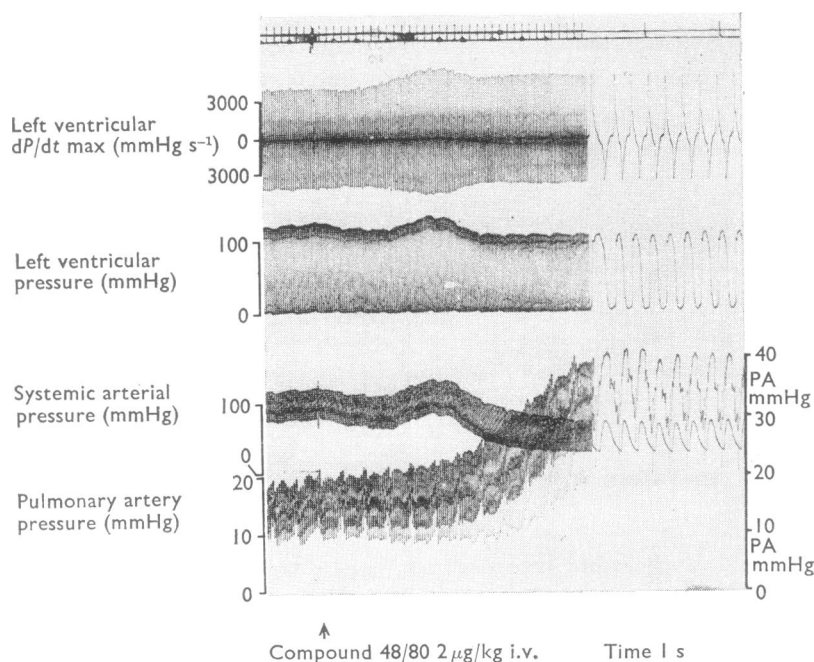 3000
Left ventricular
dP/dt max (mmHg s⁻¹)
0
3000
100
Left ventricular
pressure (mmHg)
0
40
PA
mmHg
Systemic arterial
pressure (mmHg)
100
30
0
20
20
Pulmonary artery
pressure (mmHg)
10
10
PA
mmHg
0
0
Compound 48/80 2 μg/kg i.v.
Time 1 s